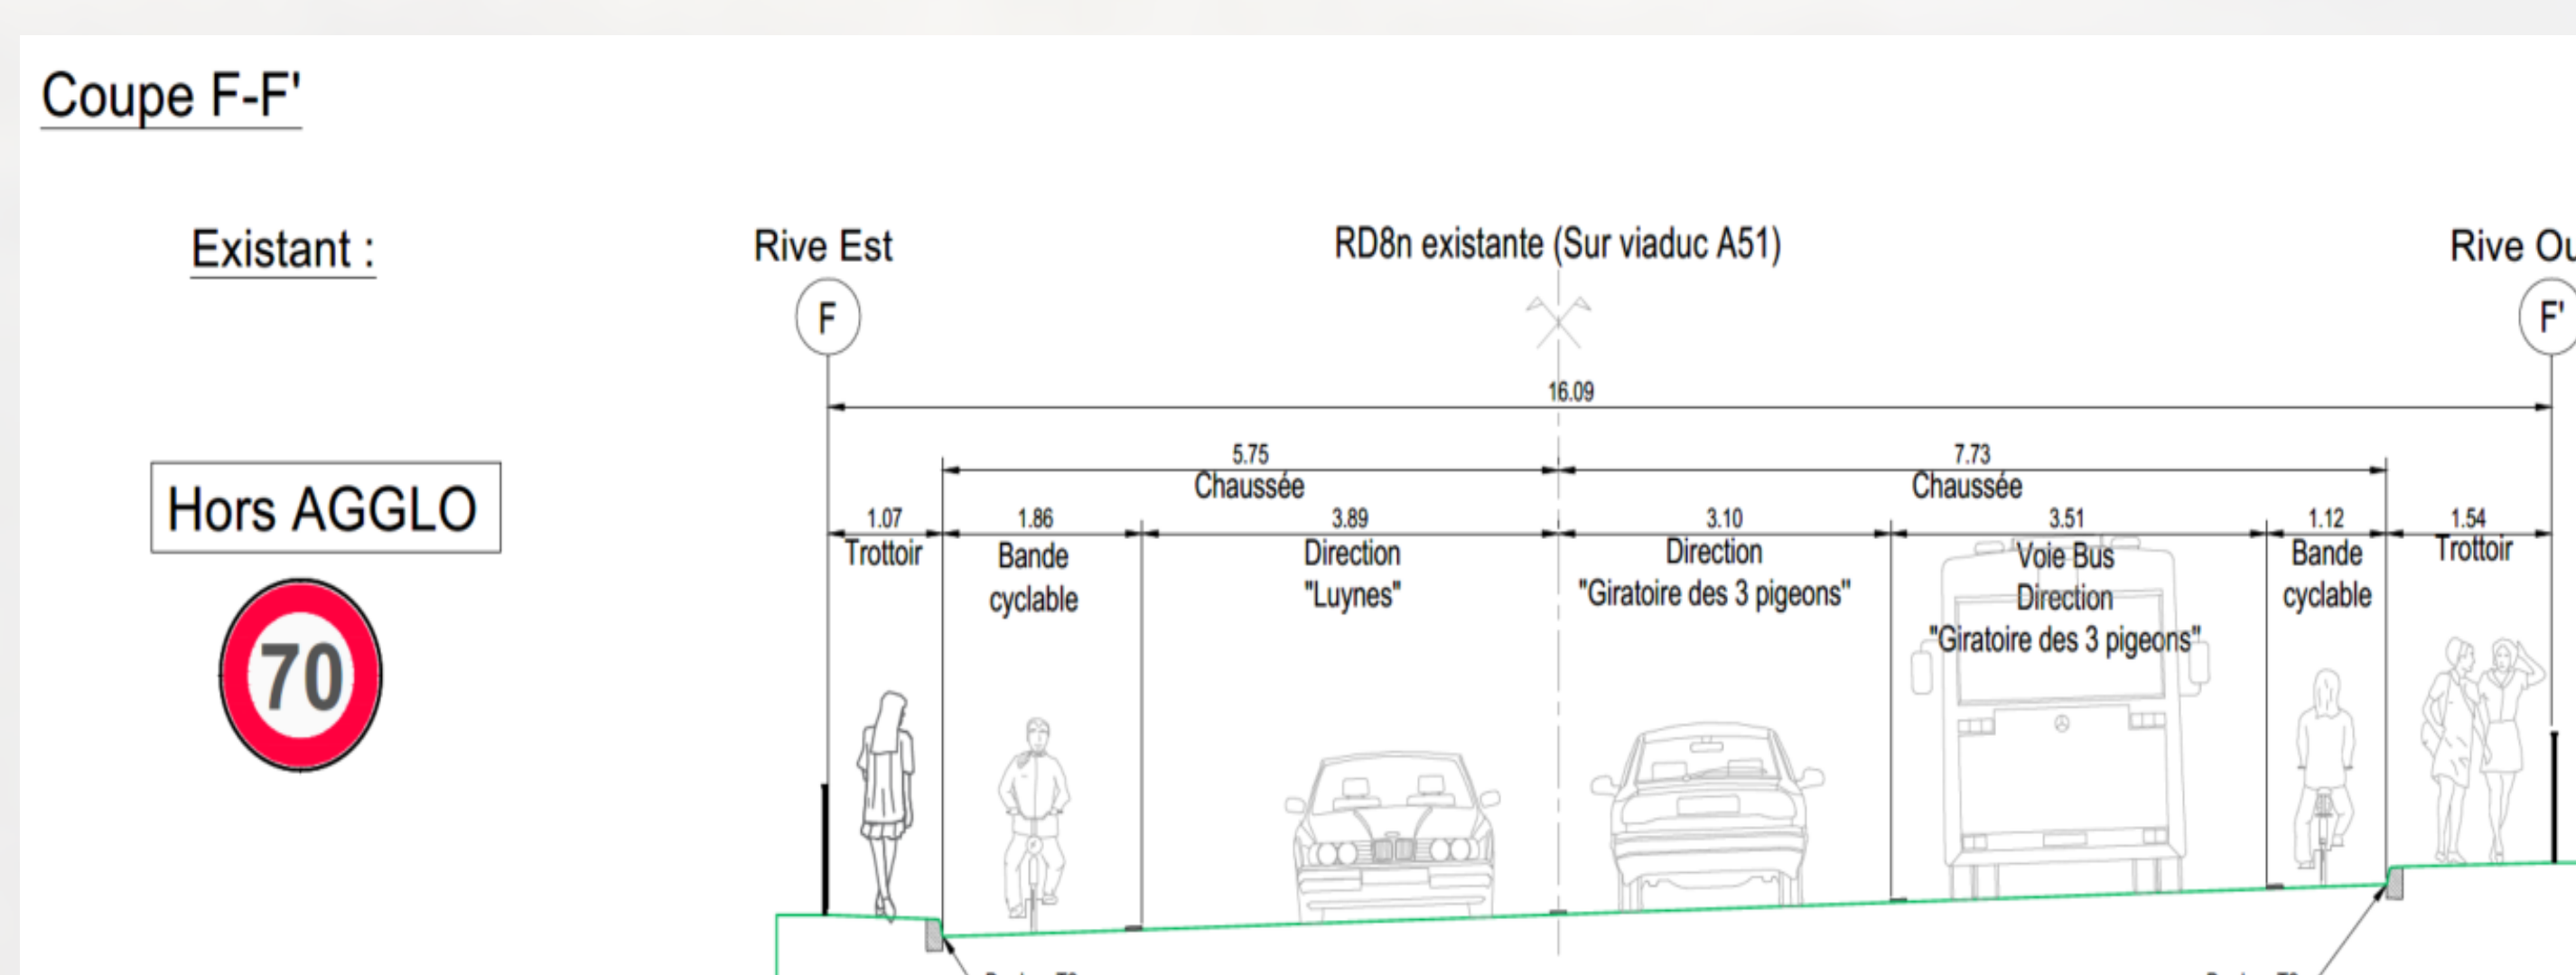 Coupe F-F'
Existant :
Rive Est
RD8n existante (Sur viaduc A51)
Rive
F
F'
16.09
5.75
7.73
Chaussée
Chaussée
1.07
1.86
3.89
3.10
3.51
1.12
1.54
Trottoir
Bande
cyclable
Direction
"Luynes"
Direction
"Giratoire des 3 pigeons"
Voie Bus
Direction
"Giratoire des 3 pigeons"
Bande
cyclable
Trottoir
Hors AGGLO
70